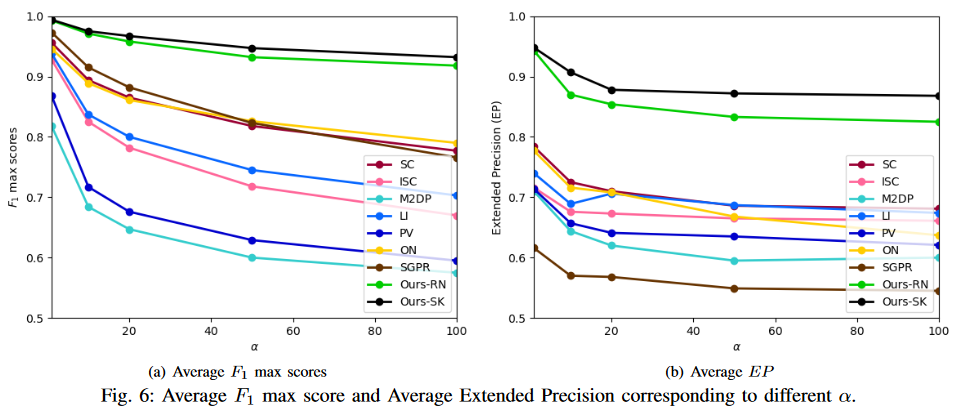 1.0
0.9
0.8
0.7
0.6
0.5
F1 max scores
20
40
60
80
100
α
SC
ISC
M2DP
LI
PV
ON
SGPR
Ours-RN
Ours-SK
(a) Average F1 max scores
1.0
0.9
0.8
0.7
0.6
0.5
Extended Precision (EP)
20
40
60
80
100
α
SC
ISC
M2DP
LI
PV
ON
SGPR
Ours-RN
Ours-SK
(b) Average EP
Fig. 6: Average F1 max score and Average Extended Precision corresponding to different α.